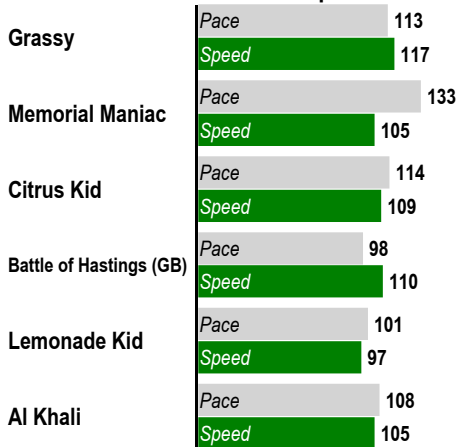 Grassy
Pace 113
Speed 117
Memorial Maniac
Pace 133
Speed 105
Citrus Kid
Pace 114
Speed 109
Battle of Hastings (GB)
Pace 98
Speed 110
Lemonade Kid
Pace 101
Speed 97
Al Khali
Pace 108
Speed 105